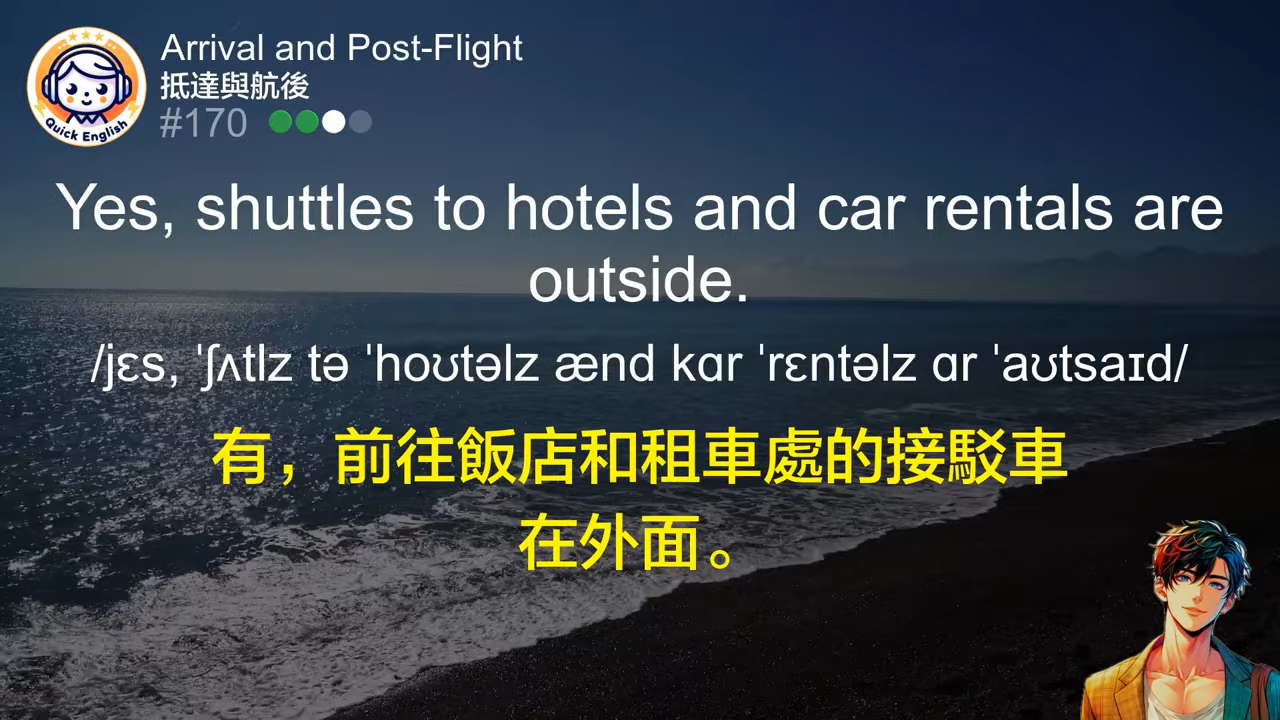 Arrival and Post-Flight
抵達與航後
#170
Quick English
Yes, shuttles to hotels and car rentals are
outside.
/jɛs, ˈʃʌtlz tə ˈhoʊtəlz ænd kɑr ˈrɛntəlz ɑr ˈaʊtsaɪd/
有，前往飯店和租車處的接駁車
在外面。